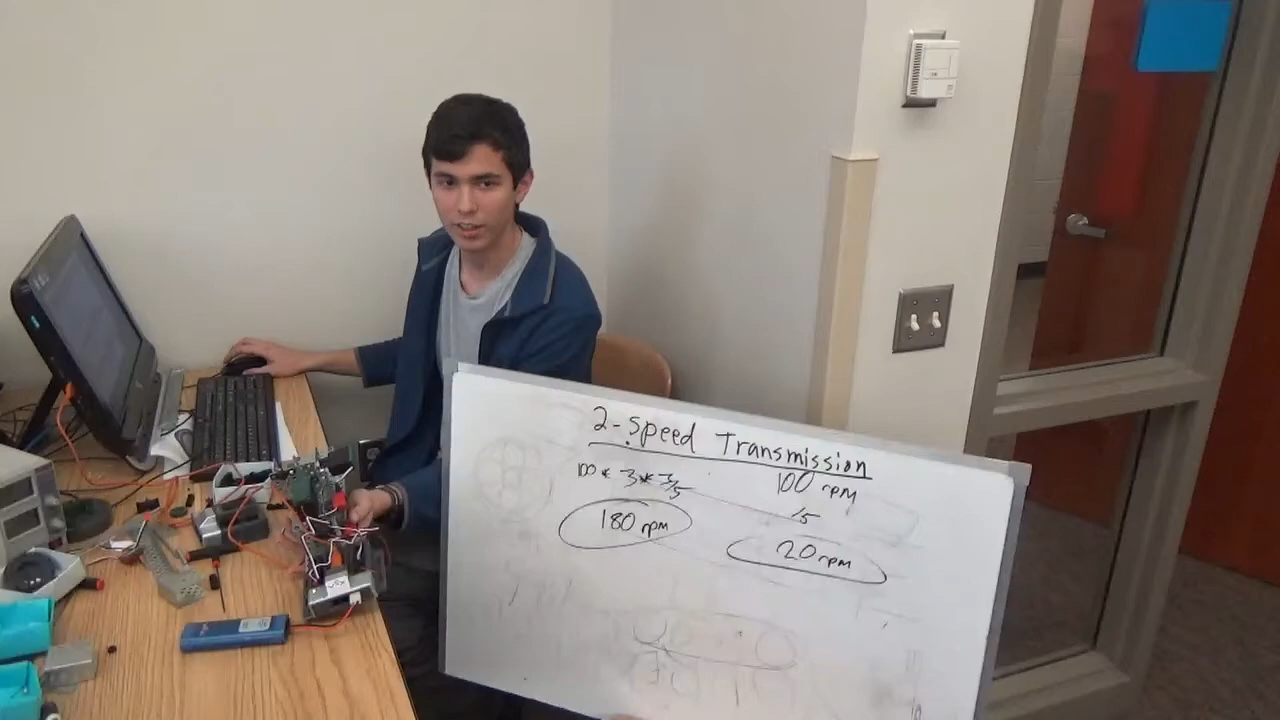 2-Speed Transmission
100 * 3 * 3/5
100 rpm
/5
180 rpm
20 rpm